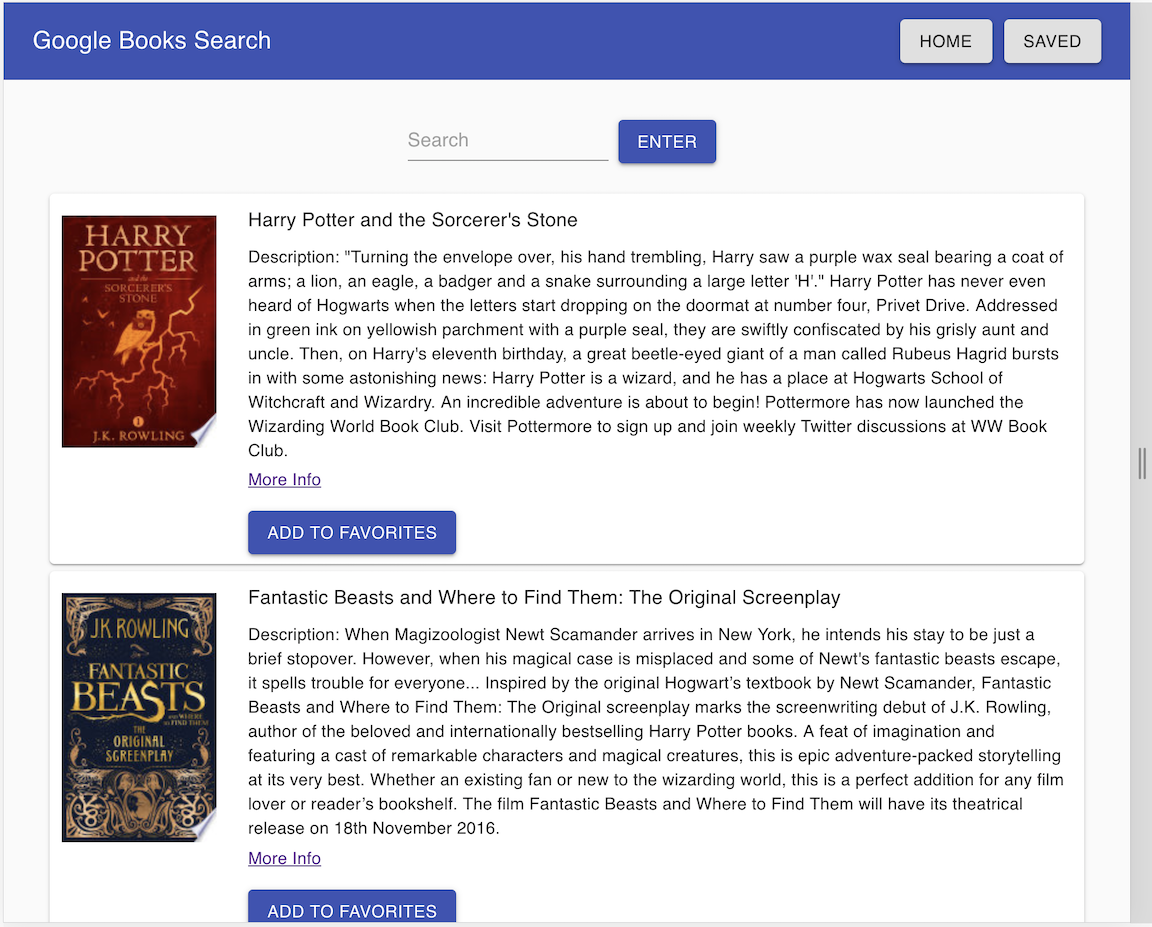 Google Books Search
HOME
SAVED
Search
ENTER
HARRY
POTTER
and the
SORCERER'S
STONE
1
J.K. ROWLING
Harry Potter and the Sorcerer's Stone
Description: "Turning the envelope over, his hand trembling, Harry saw a purple wax seal bearing a coat of
arms; a lion, an eagle, a badger and a snake surrounding a large letter 'H'." Harry Potter has never even
heard of Hogwarts when the letters start dropping on the doormat at number four, Privet Drive. Addressed
in green ink on yellowish parchment with a purple seal, they are swiftly confiscated by his grisly aunt and
uncle. Then, on Harry's eleventh birthday, a great beetle-eyed giant of a man called Rubeus Hagrid bursts
in with some astonishing news: Harry Potter is a wizard, and he has a place at Hogwarts School of
Witchcraft and Wizardry. An incredible adventure is about to begin! Pottermore has now launched the
Wizarding World Book Club. Visit Pottermore to sign up and join weekly Twitter discussions at WW Book
Club.
More Info
ADD TO FAVORITES
J.K. ROWLING
FANTASTIC
BEASTS
AND WHERE
TO FIND THEM
THE
ORIGINAL
SCREENPLAY
Fantastic Beasts and Where to Find Them: The Original Screenplay
Description: When Magizoologist Newt Scamander arrives in New York, he intends his stay to be just a
brief stopover. However, when his magical case is misplaced and some of Newt's fantastic beasts escape,
it spells trouble for everyone... Inspired by the original Hogwart’s textbook by Newt Scamander, Fantastic
Beasts and Where to Find Them: The Original screenplay marks the screenwriting debut of J.K. Rowling,
author of the beloved and internationally bestselling Harry Potter books. A feat of imagination and
featuring a cast of remarkable characters and magical creatures, this is epic adventure-packed storytelling
at its very best. Whether an existing fan or new to the wizarding world, this is a perfect addition for any film
lover or reader’s bookshelf. The film Fantastic Beasts and Where to Find Them will have its theatrical
release on 18th November 2016.
More Info
ADD TO FAVORITES